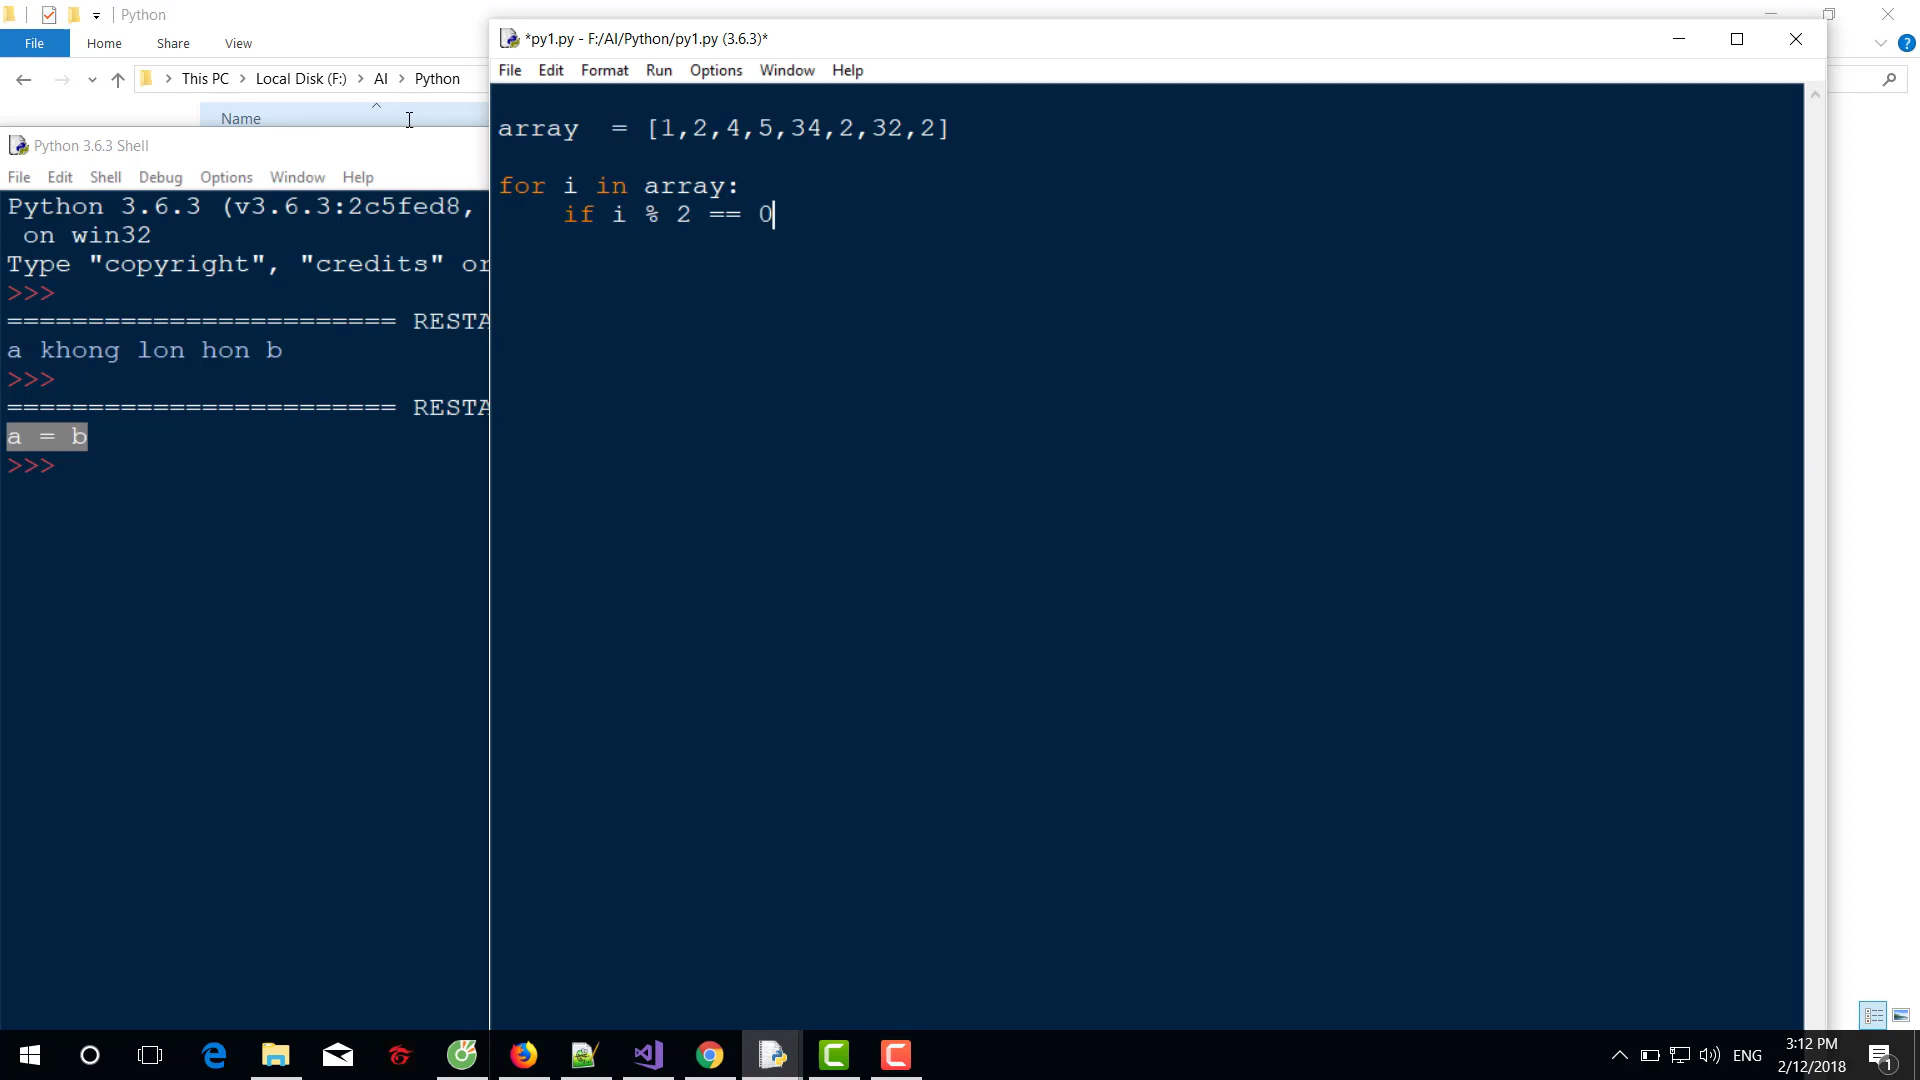 Python
File Home Share View
This PC Local Disk (F:) AI Python
Name
Python 3.6.3 Shell
File Edit Shell Debug Options Window Help
Python 3.6.3 (v3.6.3:2c5fed8,
on win32
Type "copyright", "credits" or
>>>
======================== RESTA
a khong lon hon b
>>>
======================== RESTA
a = b
>>>
*py1.py - F:/AI/Python/py1.py (3.6.3)*
File Edit Format Run Options Window Help
array  = [1,2,4,5,34,2,32,2]
for i in array:
    if i % 2 == 0
ENG
3:12 PM
2/12/2018
1